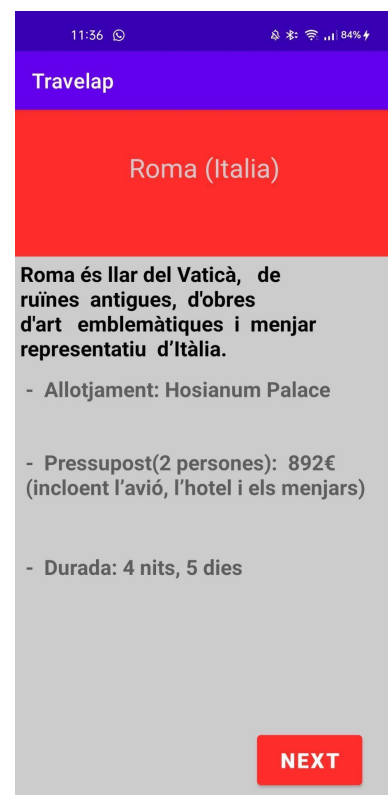 11:36 84%
Travelap
Roma (Italia)
Roma és llar del Vaticà, de
ruïnes antigues, d'obres
d'art emblemàtiques i menjar
representatiu d’Itàlia.
- Allotjament: Hosianum Palace
- Pressupost(2 persones): 892€
(incloent l’avió, l’hotel i els menjars)
- Durada: 4 nits, 5 dies
NEXT